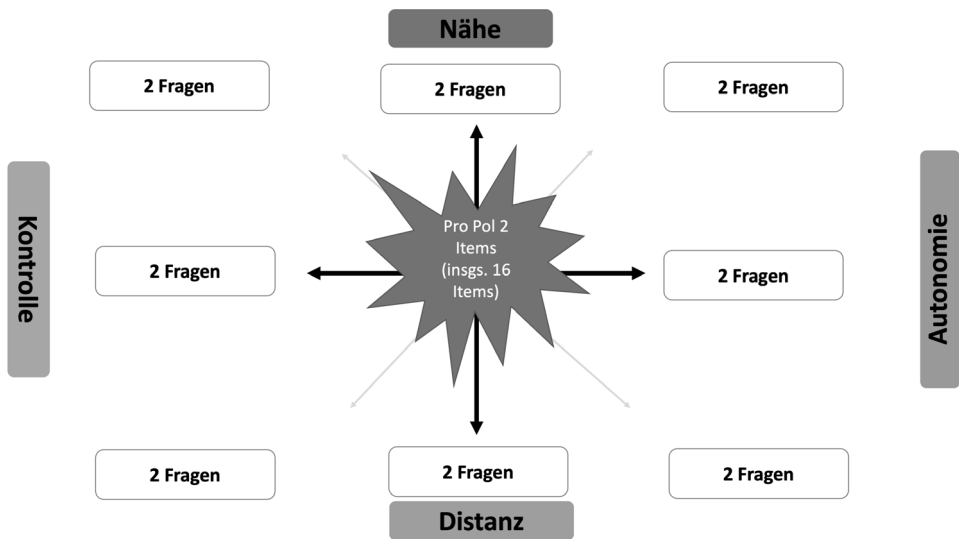 Nähe
2 Fragen
2 Fragen
2 Fragen
Kontrolle
2 Fragen
Pro Pol 2
Items
(insgs. 16
Items)
2 Fragen
Autonomie
2 Fragen
2 Fragen
2 Fragen
Distanz